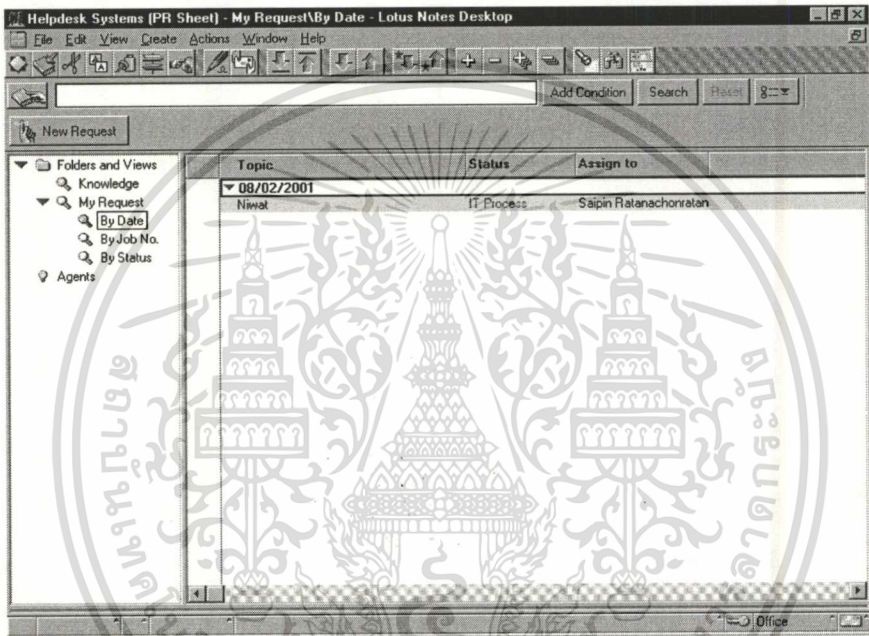 Helpdesk Systems (PR Sheet) - My Request\By Date - Lotus Notes Desktop
File Edit View Create Actions Window Help
Add Condition Search Reset
New Request
Folders and Views
Knowledge
My Request
By Date
By Job No.
By Status
Agents
Topic Status Assign to
08/02/2001
Niwat IT Process Saipin Ratanachonratan
Office